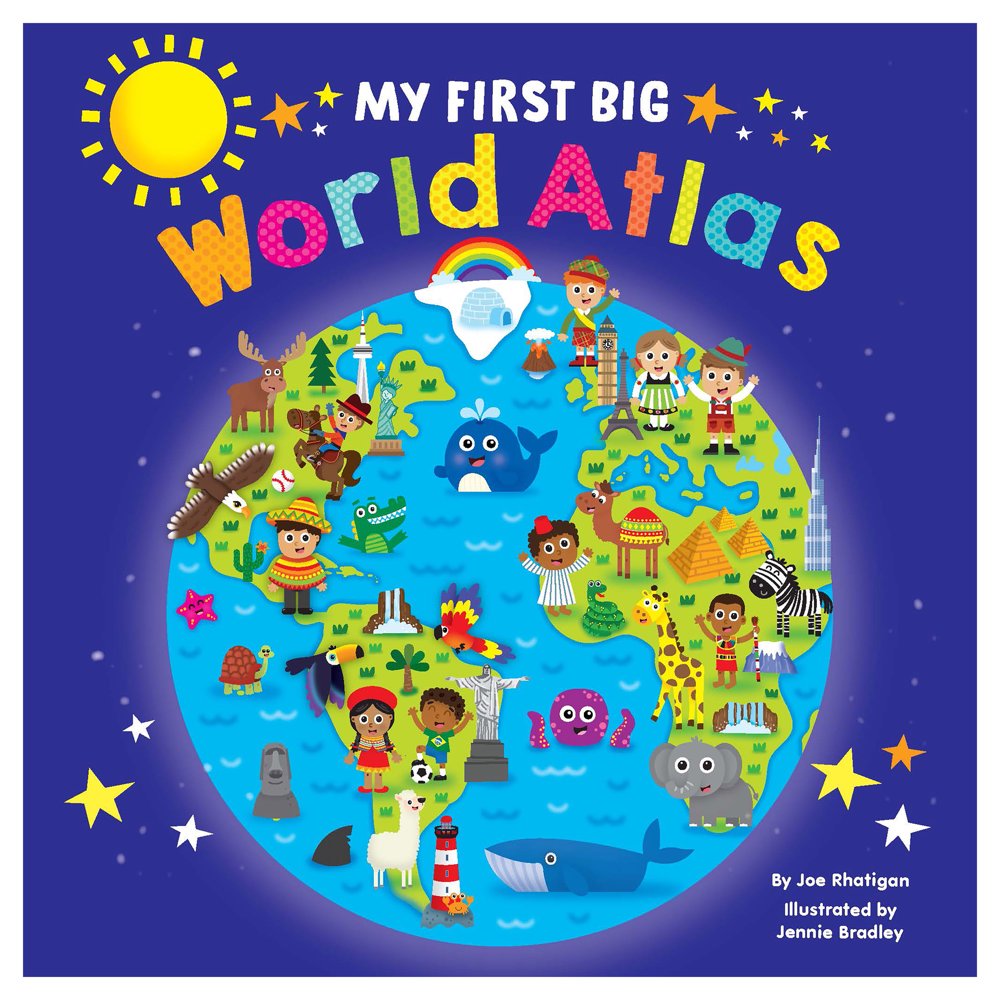 MY FIRST BIG
World Atlas
By Joe Rhatigan
Illustrated by
Jennie Bradley